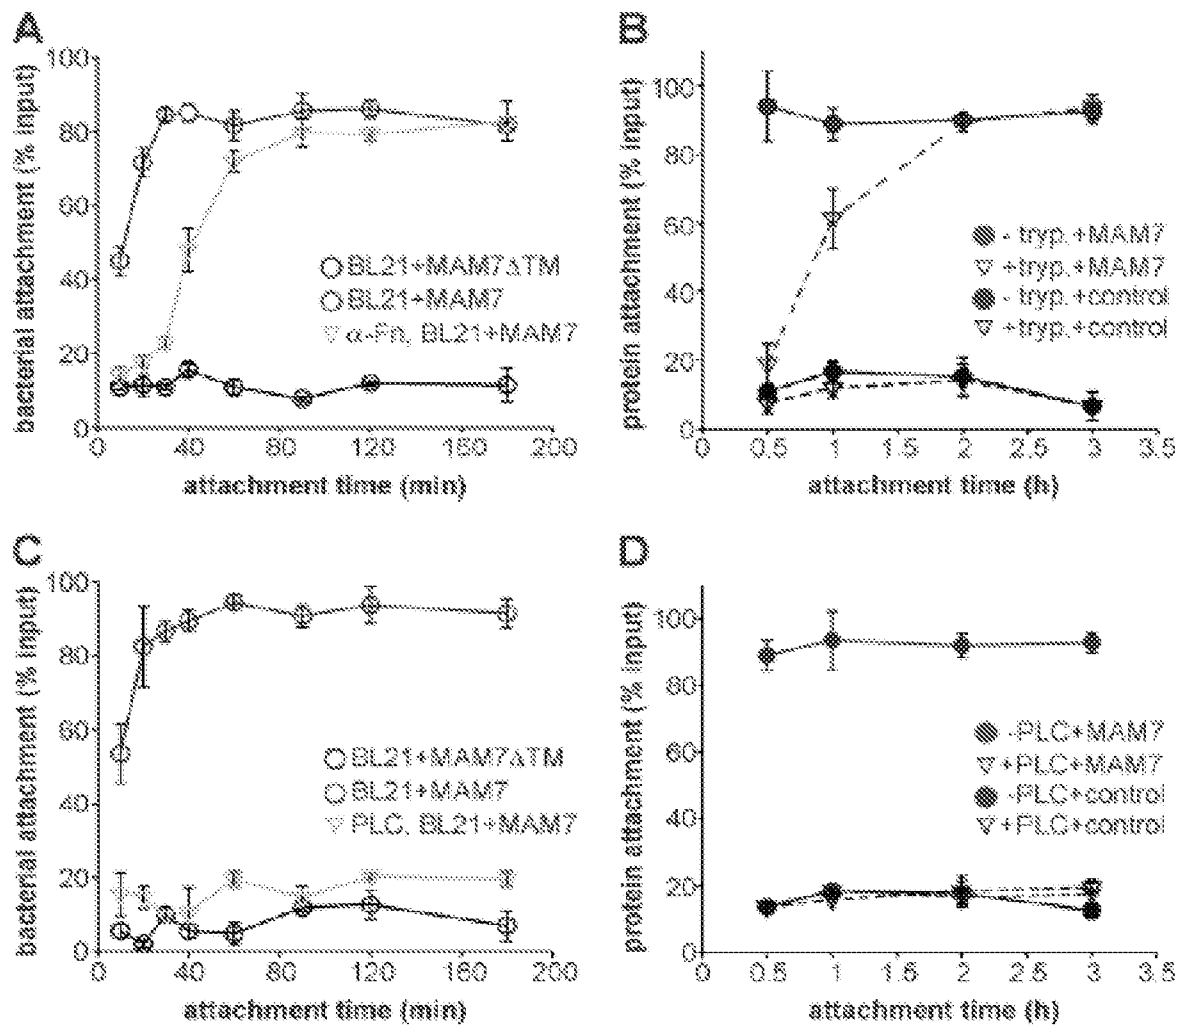 A
bacterial attachment (% input)
100
80
60
40
20
0
BL21+MAM7ΔTM
BL21+MAM7
α-Fn, BL21+MAM7
0 40 80 120 160 200
attachment time (min)
B
protein attachment (% input)
100
80
60
40
20
0
- tryp.+MAM7
+tryp.+MAM7
- tryp.+control
+tryp.+control
0 0.5 1 1.5 2 2.5 3 3.5
attachment time (h)
C
bacterial attachment (% input)
100
80
60
40
20
0
BL21+MAM7ΔTM
BL21+MAM7
PLC, BL21+MAM7
0 40 80 120 160 200
attachment time (min)
D
protein attachment (% input)
100
80
60
40
20
0
-PLC+MAM7
+PLC+MAM7
-PLC+control
+PLC+control
0 0.5 1 1.5 2 2.5 3 3.5
attachment time (h)